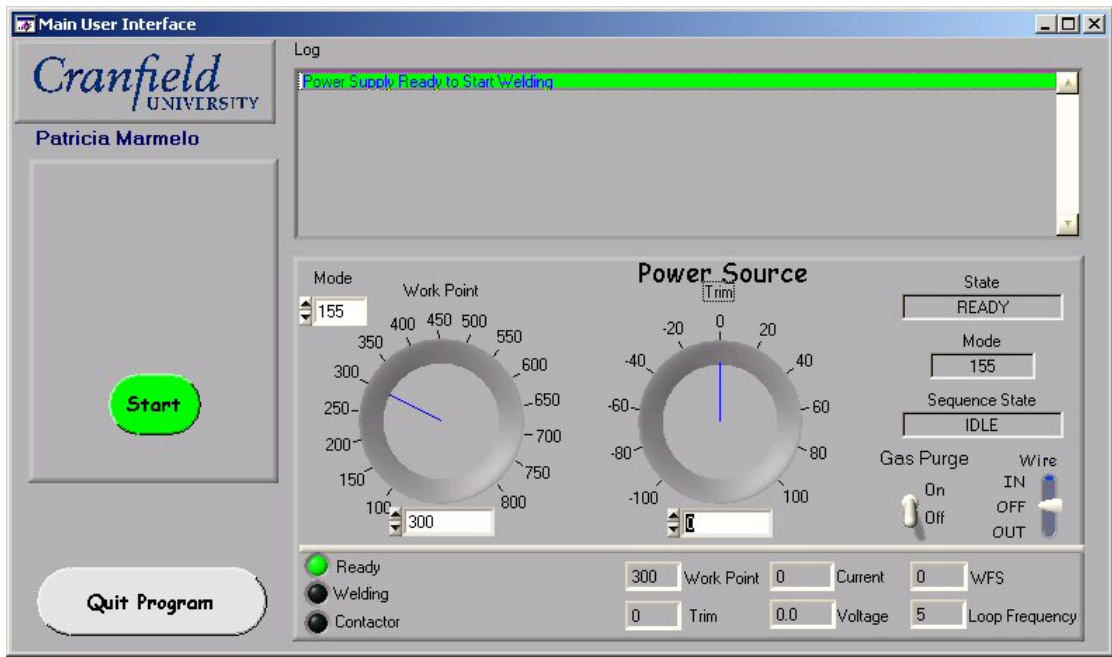 Main User Interface
Cranfield
UNIVERSITY
Patricia Marmelo
Start
Quit Program
Log
Power Supply Ready to Start Welding
Power Source
Mode
155
Work Point
100
150
200
250
300
350
400
450
500
550
600
650
700
750
800
300
Trim
-100
-80
-60
-40
-20
0
20
40
60
80
100
0
State
READY
Mode
155
Sequence State
IDLE
Gas Purge
On
Off
Wire
IN
OFF
OUT
Ready
Welding
Contactor
300 Work Point 0 Current 0 WFS
0 Trim 0.0 Voltage 5 Loop Frequency